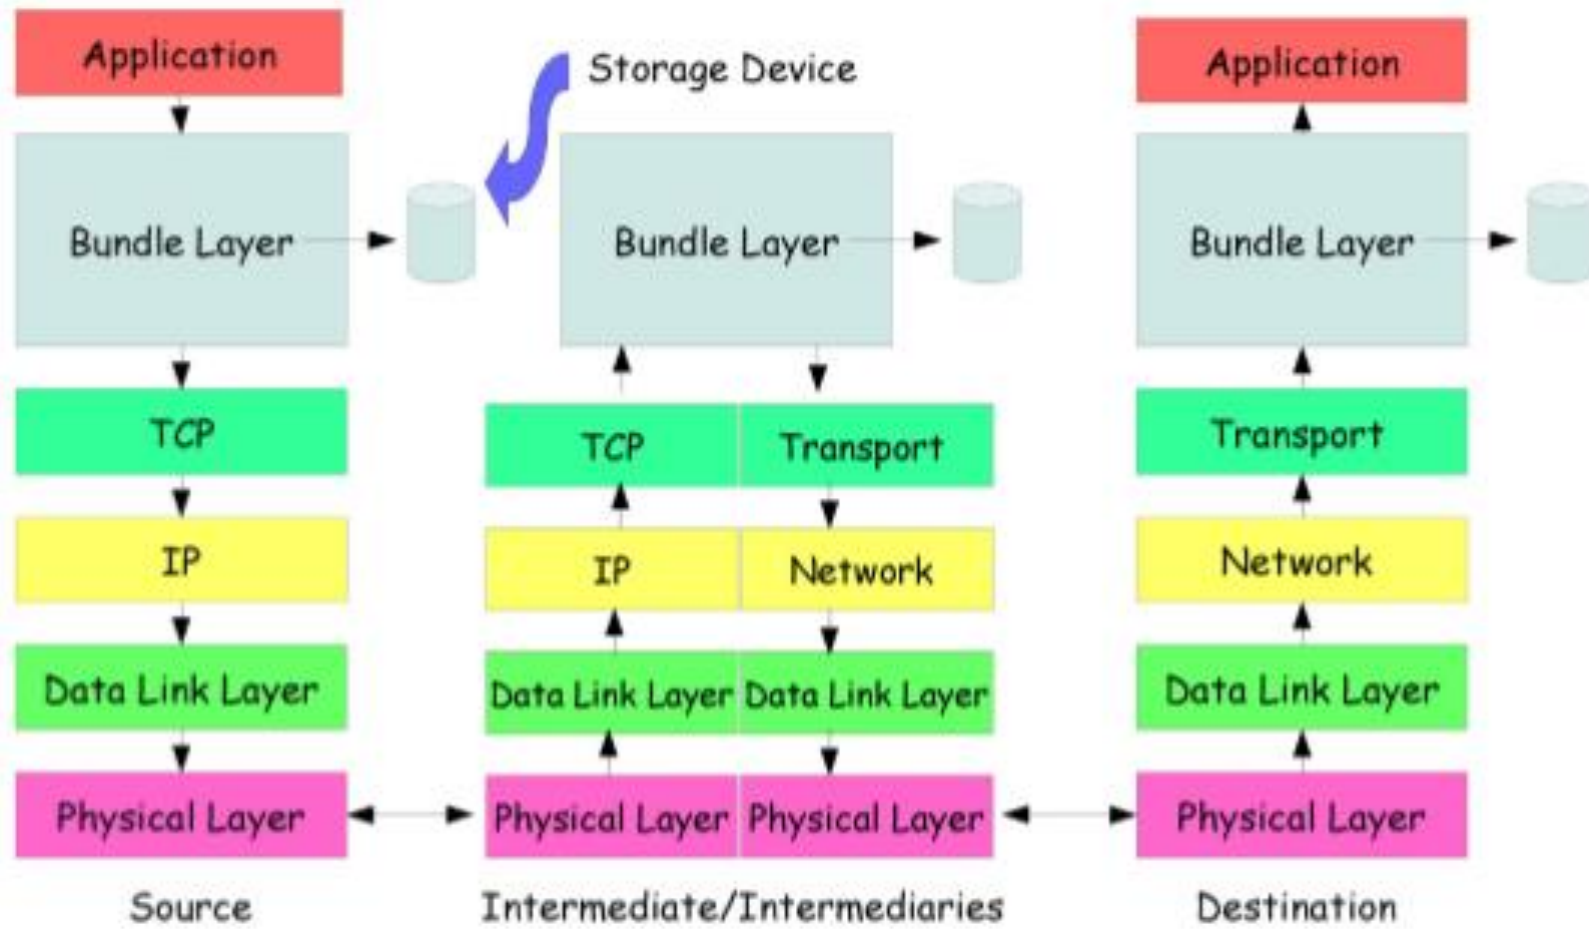 Application
Storage Device
Application
Bundle Layer
Bundle Layer
Bundle Layer
TCP
TCP
Transport
Transport
IP
IP
Network
Network
Data Link Layer
Data Link Layer
Data Link Layer
Data Link Layer
Physical Layer
Physical Layer
Physical Layer
Physical Layer
Source
Intermediate/Intermediaries
Destination